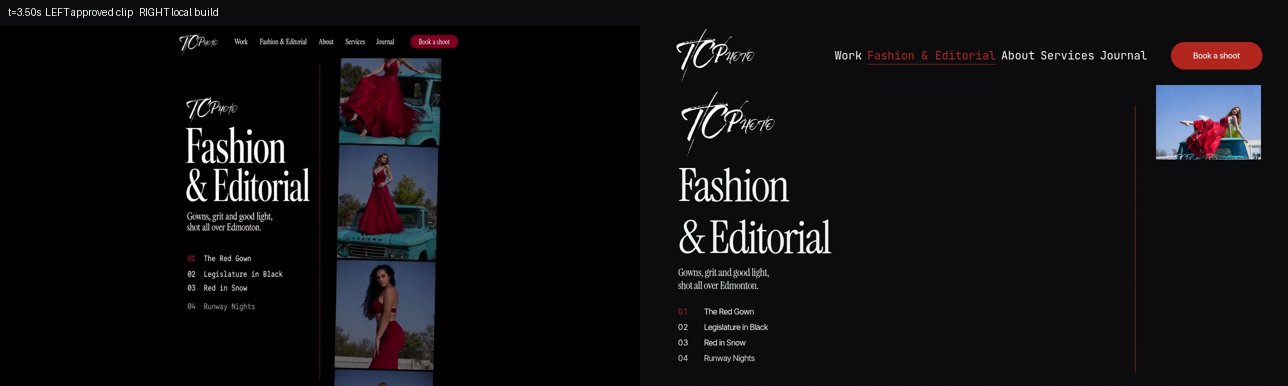 t=3.50s LEFT approved clip RIGHT local build
TCPHOTO Work Fashion & Editorial About Services Journal Book a shoot
TCPHOTO
Fashion
& Editorial
Gowns, grit and good light,
shot all over Edmonton.
01 The Red Gown
02 Legislature in Black
03 Red in Snow
04 Runway Nights
TCPHOTO Work Fashion & Editorial About Services Journal Book a shoot
TCPHOTO
Fashion
& Editorial
Gowns, grit and good light,
shot all over Edmonton.
01 The Red Gown
02 Legislature in Black
03 Red in Snow
04 Runway Nights